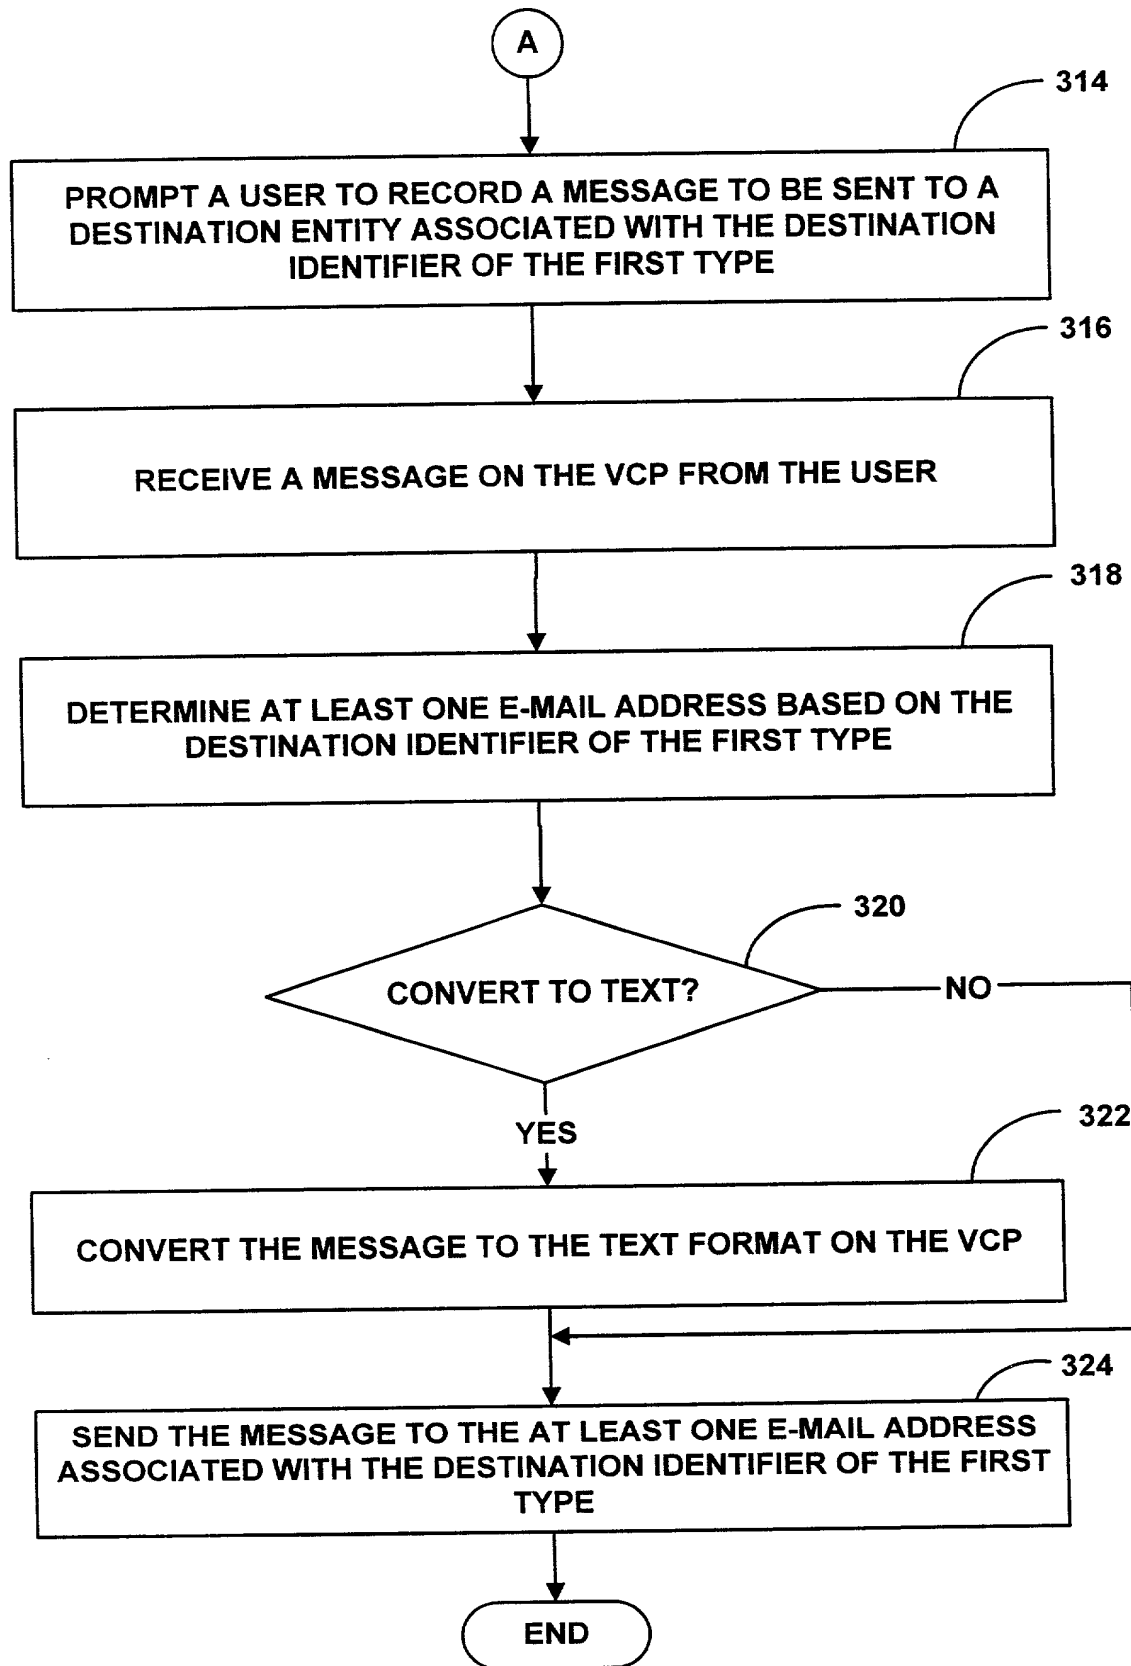 A
314
PROMPT A USER TO RECORD A MESSAGE TO BE SENT TO A
DESTINATION ENTITY ASSOCIATED WITH THE DESTINATION
IDENTIFIER OF THE FIRST TYPE
316
RECEIVE A MESSAGE ON THE VCP FROM THE USER
318
DETERMINE AT LEAST ONE E-MAIL ADDRESS BASED ON THE
DESTINATION IDENTIFIER OF THE FIRST TYPE
320
CONVERT TO TEXT?
NO
YES
322
CONVERT THE MESSAGE TO THE TEXT FORMAT ON THE VCP
324
SEND THE MESSAGE TO THE AT LEAST ONE E-MAIL ADDRESS
ASSOCIATED WITH THE DESTINATION IDENTIFIER OF THE FIRST
TYPE
END